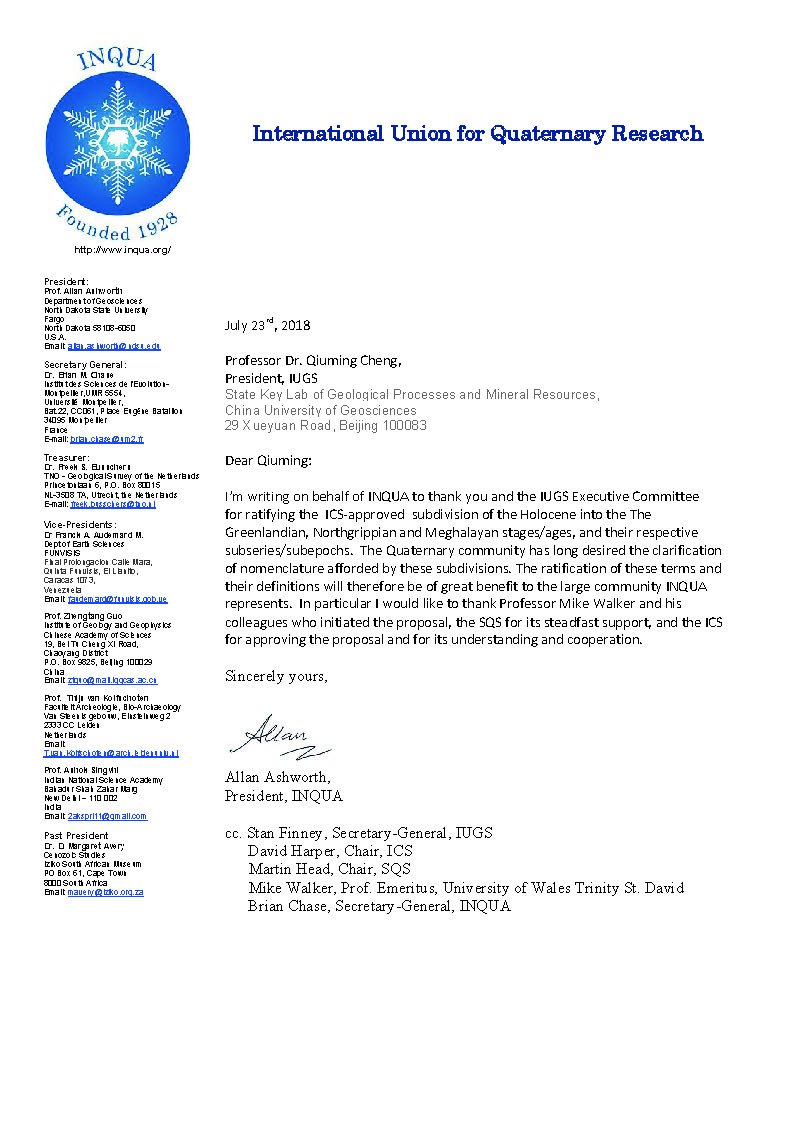 INQUA
Founded 1928
http://www.inqua.org/
International Union for Quaternary Research
President:
Prof. Allan Ashworth
Department of Geosciences
North Dakota State University
Fargo
North Dakota 58108-6050
U.S.A.
Email: allan.ashworth@ndsu.edu
Secretary General:
Dr. Brian M. Chase
Institut des Sciences de l'Evolution-
Montpellier, UMR 5554,
Université Montpellier,
Bat.22, CC061, Place Eugène Bataillon
34095 Montpellier
France
E-mail: brian.chase@um2.fr
Treasurer:
Dr. Freek S. Busschers
TNO - Geological Survey of the Netherlands
Princetonlaan 6, P.O. Box 80015
NL-3508 TA, Utrecht, the Netherlands
E-mail: freek.busschers@tno.nl
Vice-Presidents:
Dr Franck A. Audemard M.
Dept of Earth Sciences
FUNVISIS
Final Prolongacion Calle Mara,
Quinta Funvisis, El Llanito,
Caracas 1073,
Venezuela
Email: faudemard@funvisis.gob.ve
Prof. Zhengtang Guo
Institute of Geology and Geophysics
Chinese Academy of Sciences
19, Bei Tu Cheng Xi Road,
Chaoyang District
P.O. Box 9825, Beijing 100029
China
Email: ztguo@mail.iggcas.ac.cn
Prof. Thijs van Kolfschoten
Faculteit Archeologie, Bio-Archaeology
Van Steenis gebouw, Einsteinweg 2
2333 CC Leiden
Netherlands
Email:
Prof. Ashok Singhvi
Indian National Science Academy
Bahadur Shah Zafar Marg
New Delhi – 110 002
India
Email: 2akspr111@gmail.com
Past President
Dr. D. Margaret Avery
Cenozoic Studies
Iziko South African Museum
PO Box 61, Cape Town
8000 South Africa
Email: mavery@iziko.org.za
July 23rd, 2018
Professor Dr. Qiuming Cheng,
President, IUGS
State Key Lab of Geological Processes and Mineral Resources,
China University of Geosciences
29 Xueyuan Road, Beijing 100083
Dear Qiuming:
I'm writing on behalf of INQUA to thank you and the IUGS Executive Committee
for ratifying the ICS-approved subdivision of the Holocene into the The
Greenlandian, Northgrippian and Meghalayan stages/ages, and their respective
subseries/subepochs. The Quaternary community has long desired the clarification
of nomenclature afforded by these subdivisions. The ratification of these terms and
their definitions will therefore be of great benefit to the large community INQUA
represents. In particular I would like to thank Professor Mike Walker and his
colleagues who initiated the proposal, the SQS for its steadfast support, and the ICS
for approving the proposal and for its understanding and cooperation.
Sincerely yours,
Allan
Allan Ashworth,
President, INQUA
cc. Stan Finney, Secretary-General, IUGS
David Harper, Chair, ICS
Martin Head, Chair, SQS
Mike Walker, Prof. Emeritus, University of Wales Trinity St. David
Brian Chase, Secretary-General, INQUA